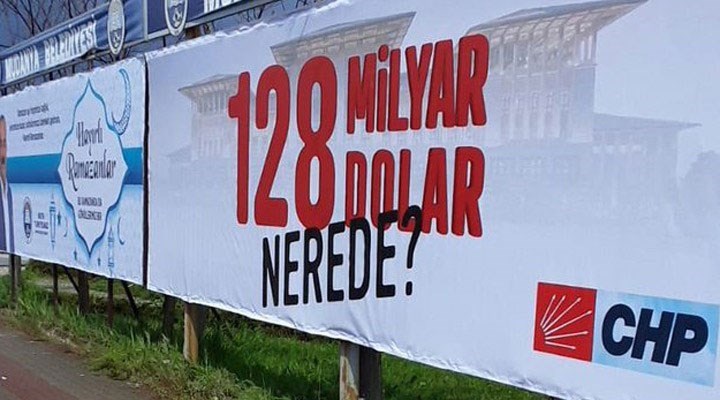 MUDANYA BELEDİYESİ
Hayırlı
Ramazanlar
128 MİLYAR
DOLAR
NEREDE?
CHP